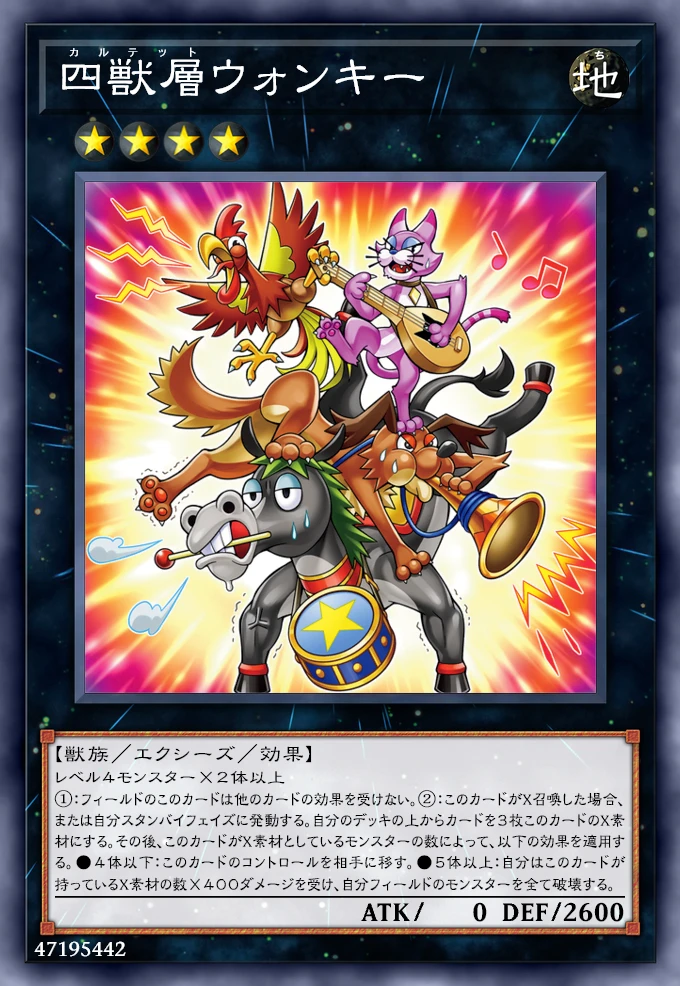 カルテット
四獣層ウォンキー
ち
地
【獣族／エクシーズ／効果】
レベル４モンスター×２体以上
①：フィールドのこのカードは他のカードの効果を受けない。②：このカードがX召喚した場合、
または自分スタンバイフェイズに発動する。自分のデッキの上からカードを３枚このカードのX素
材にする。その後、このカードがX素材としているモンスターの数によって、以下の効果を適用す
る。●４体以下：このカードのコントロールを相手に移す。●５体以上：自分はこのカードが
持っているX素材の数×４００ダメージを受け、自分フィールドのモンスターを全て破壊する。
ATK/ 0 DEF/2600
47195442